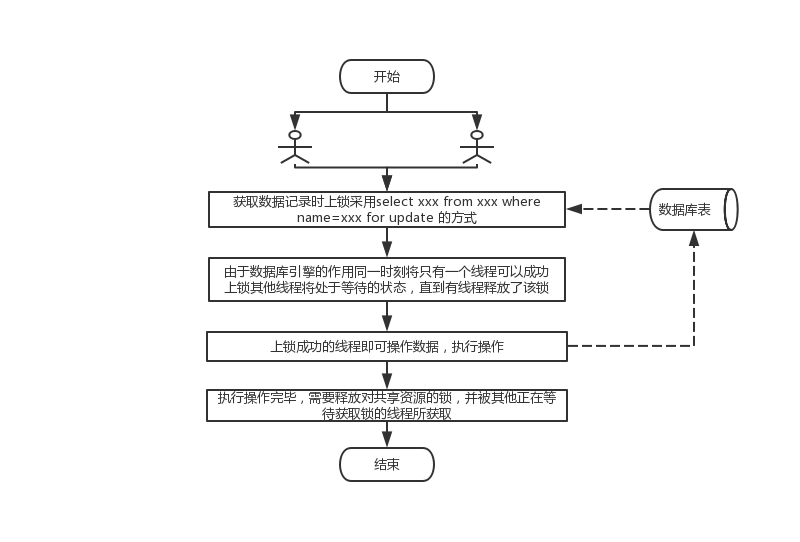 开始
获取数据记录时上锁采用select xxx from xxx where
name=xxx for update 的方式
数据库表
由于数据库引擎的作用同一时刻将只有一个线程可以成功
上锁其他线程将处于等待的状态，直到有线程释放了该锁
上锁成功的线程即可操作数据，执行操作
执行操作完毕，需要释放对共享资源的锁，并被其他正在等
待获取锁的线程所获取
结束